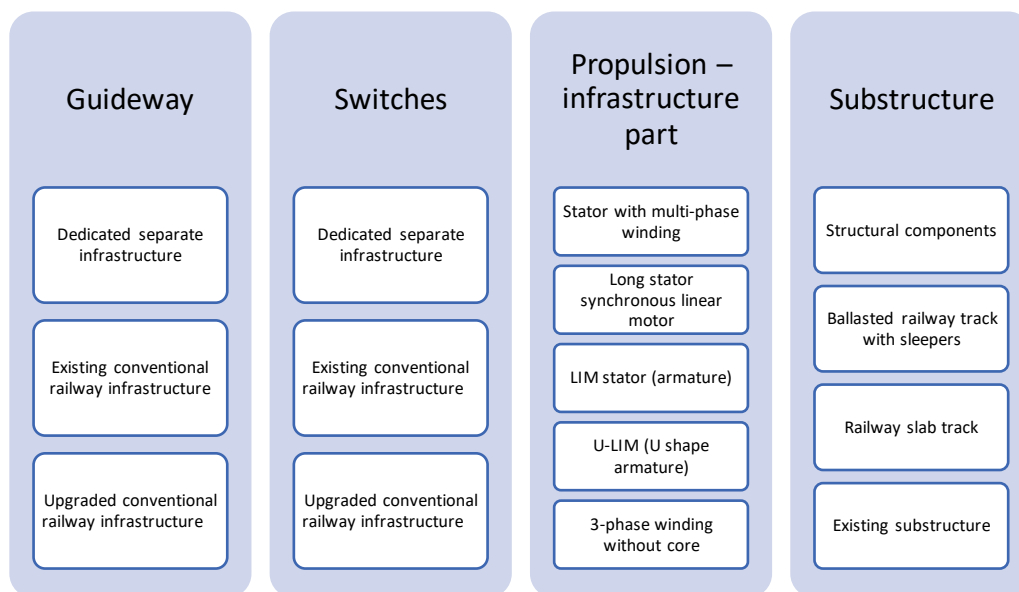 Guideway
Dedicated separate
infrastructure
Existing conventional
railway infrastructure
Upgraded conventional
railway infrastructure
Switches
Dedicated separate
infrastructure
Existing conventional
railway infrastructure
Upgraded conventional
railway infrastructure
Propulsion –
infrastructure
part
Stator with multi-phase
winding
Long stator
synchronous linear
motor
LIM stator (armature)
U-LIM (U shape
armature)
3-phase winding
without core
Substructure
Structural components
Ballasted railway track
with sleepers
Railway slab track
Existing substructure